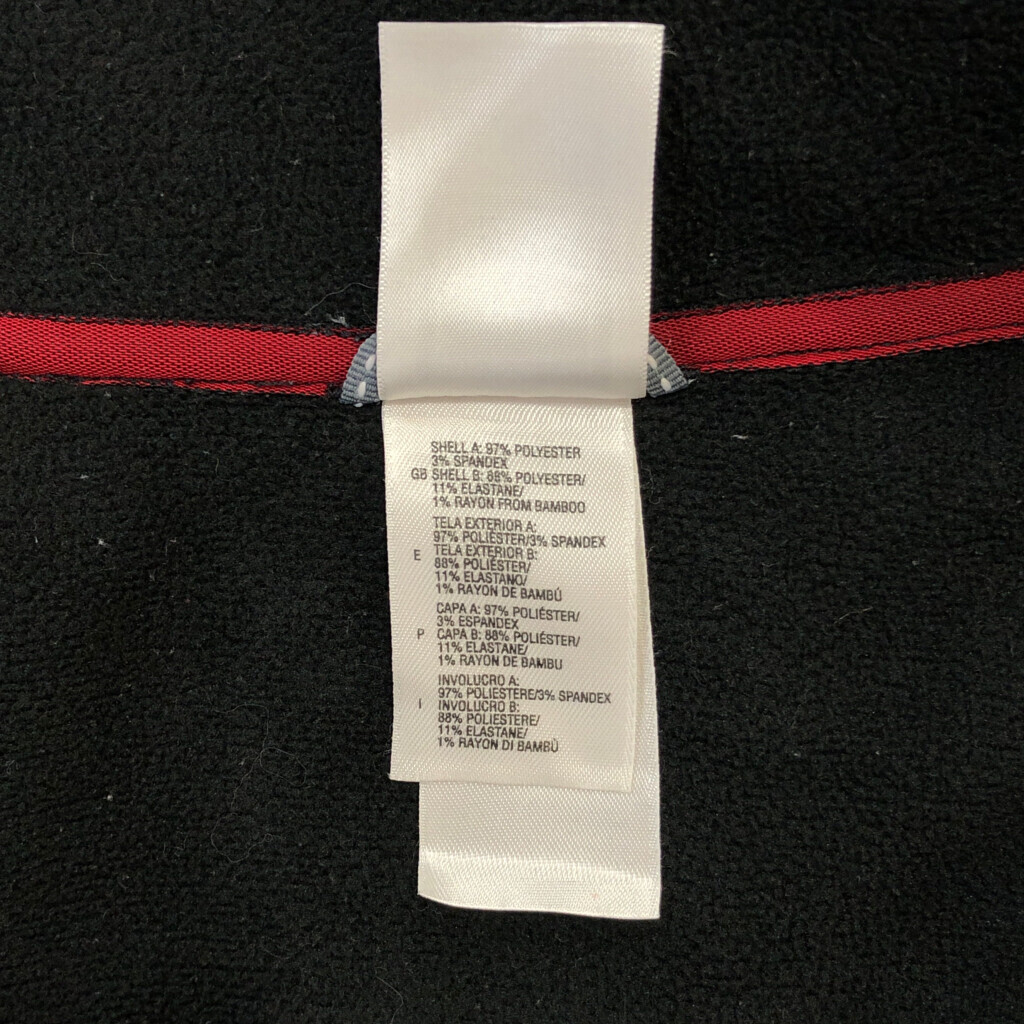 SHELL A: 97% POLYESTER
3% SPANDEX
GB SHELL B: 88% POLYESTER/
11% ELASTANE/
1% RAYON FROM BAMBOO
TELA EXTERIOR A:
97% POLIÉSTER/3% SPANDEX
E TELA EXTERIOR B:
88% POLIÉSTER/
11% ELASTANO/
1% RAYON DE BAMBÚ
CAPA A: 97% POLIÉSTER/
3% ESPANDEX
P CAPA B: 88% POLIÉSTER/
11% ELASTANE/
1% RAYON DE BAMBU
INVOLUCRO A:
97% POLIESTERE/3% SPANDEX
I INVOLUCRO B:
88% POLIESTERE/
11% ELASTANE/
1% RAYON DI BAMBÙ